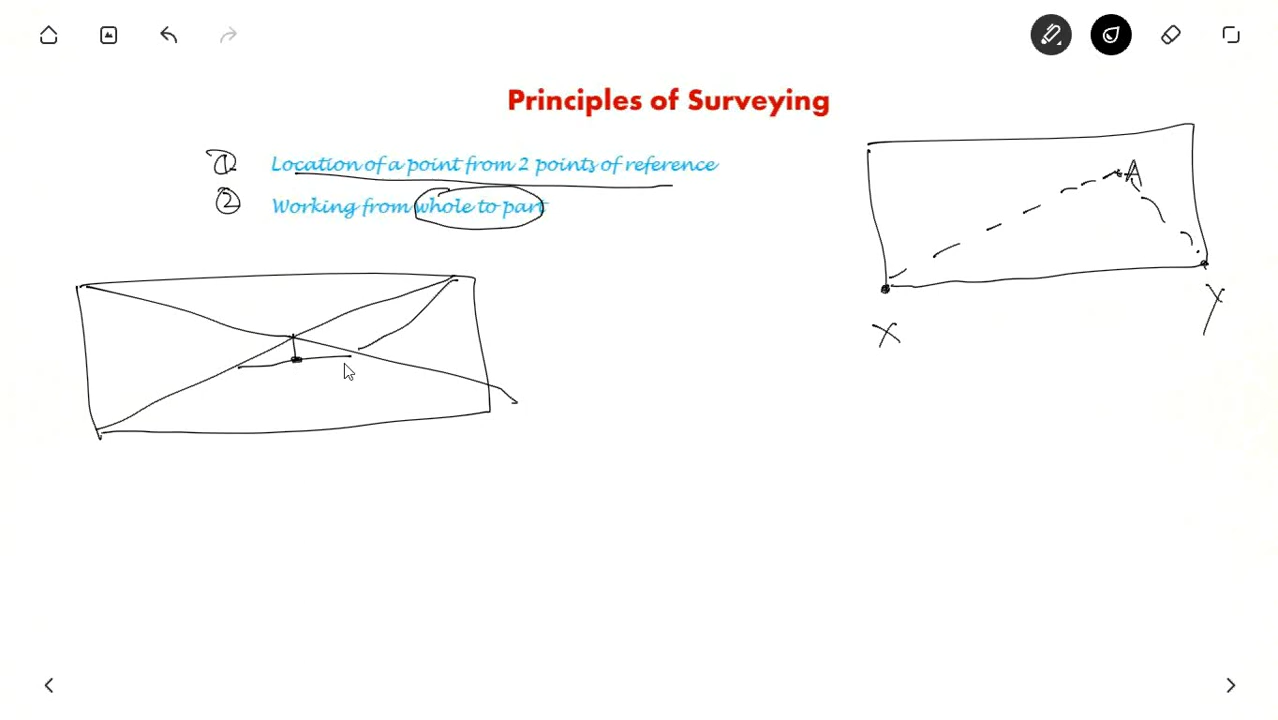 Principles of Surveying
① Location of a point from 2 points of reference
② Working from whole to part
A
X
Y